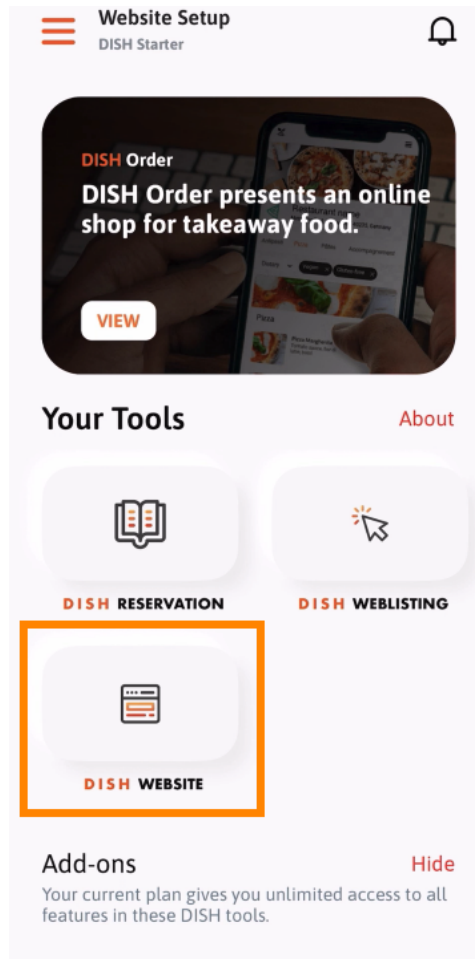 Website Setup
DISH Starter
DISH Order
DISH Order presents an online
shop for takeaway food.
VIEW
Your Tools
About
DISH RESERVATION
DISH WEBLISTING
DISH WEBSITE
Add-ons
Hide
Your current plan gives you unlimited access to all
features in these DISH tools.